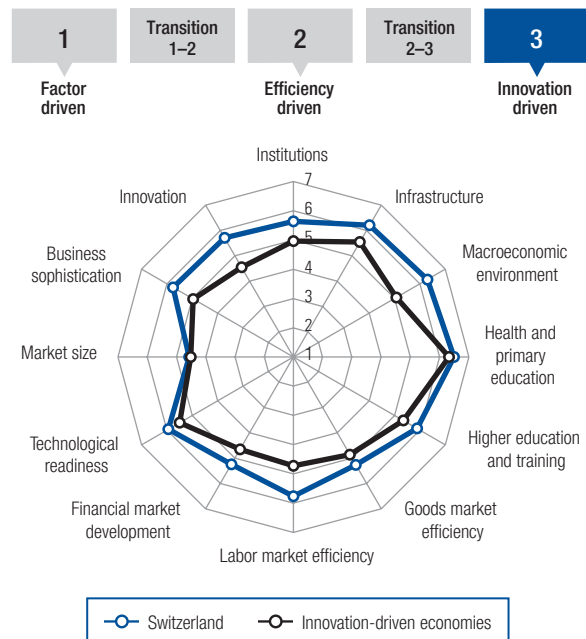 1
Transition
1–2
2
Transition
2–3
3
Factor
driven
Efficiency
driven
Innovation
driven
Institutions
7
Innovation
Infrastructure
6
5
Business
sophistication
Macroeconomic
environment
4
3
2
Market size
1
Health and
primary
education
Technological
readiness
Higher education
and training
Financial market
development
Goods market
efficiency
Labor market efficiency
Switzerland
Innovation-driven economies